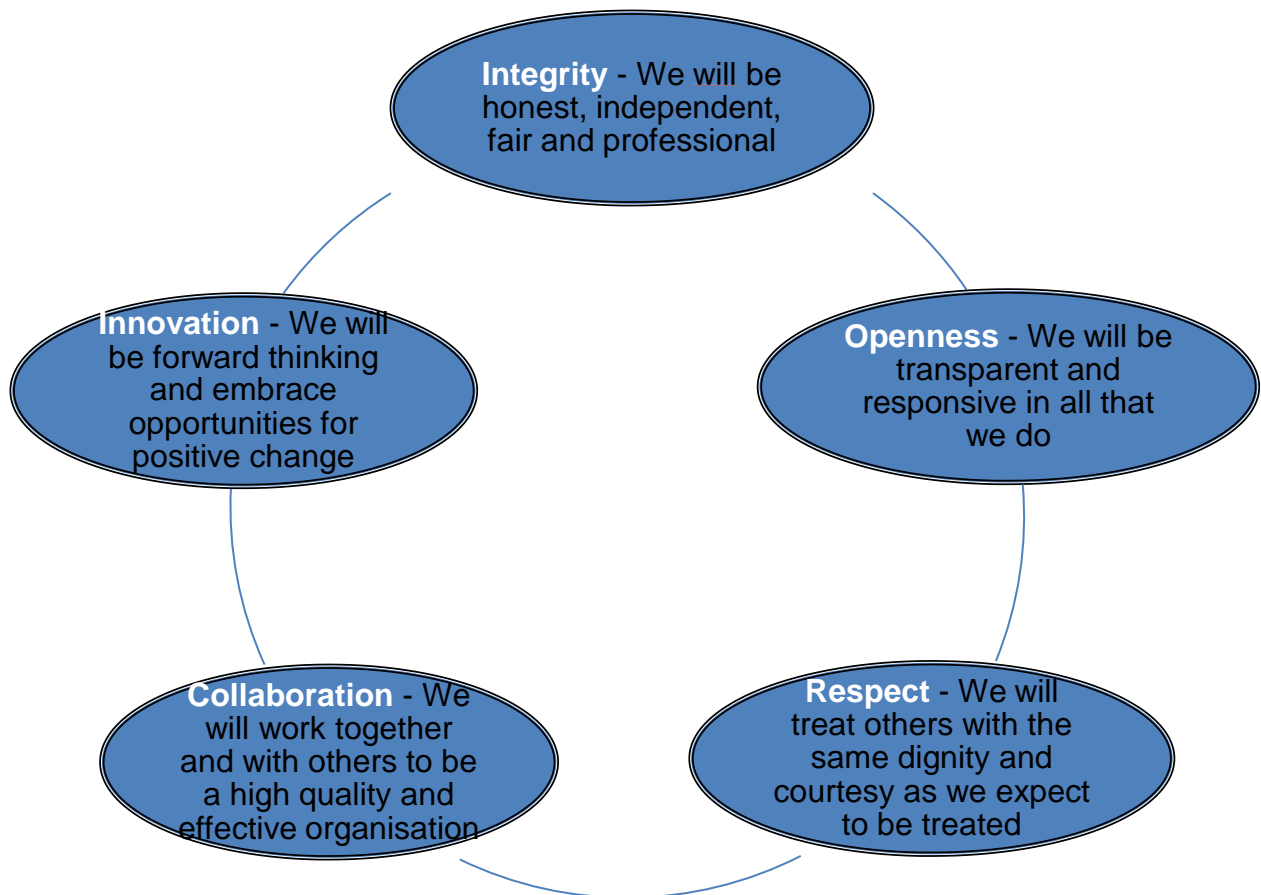 Integrity - We will be
honest, independent,
fair and professional
Openness - We will be
transparent and
responsive in all that
we do
Respect - We will
treat others with the
same dignity and
courtesy as we expect
to be treated
Collaboration - We
will work together
and with others to be
a high quality and
effective organisation
Innovation - We will
be forward thinking
and embrace
opportunities for
positive change